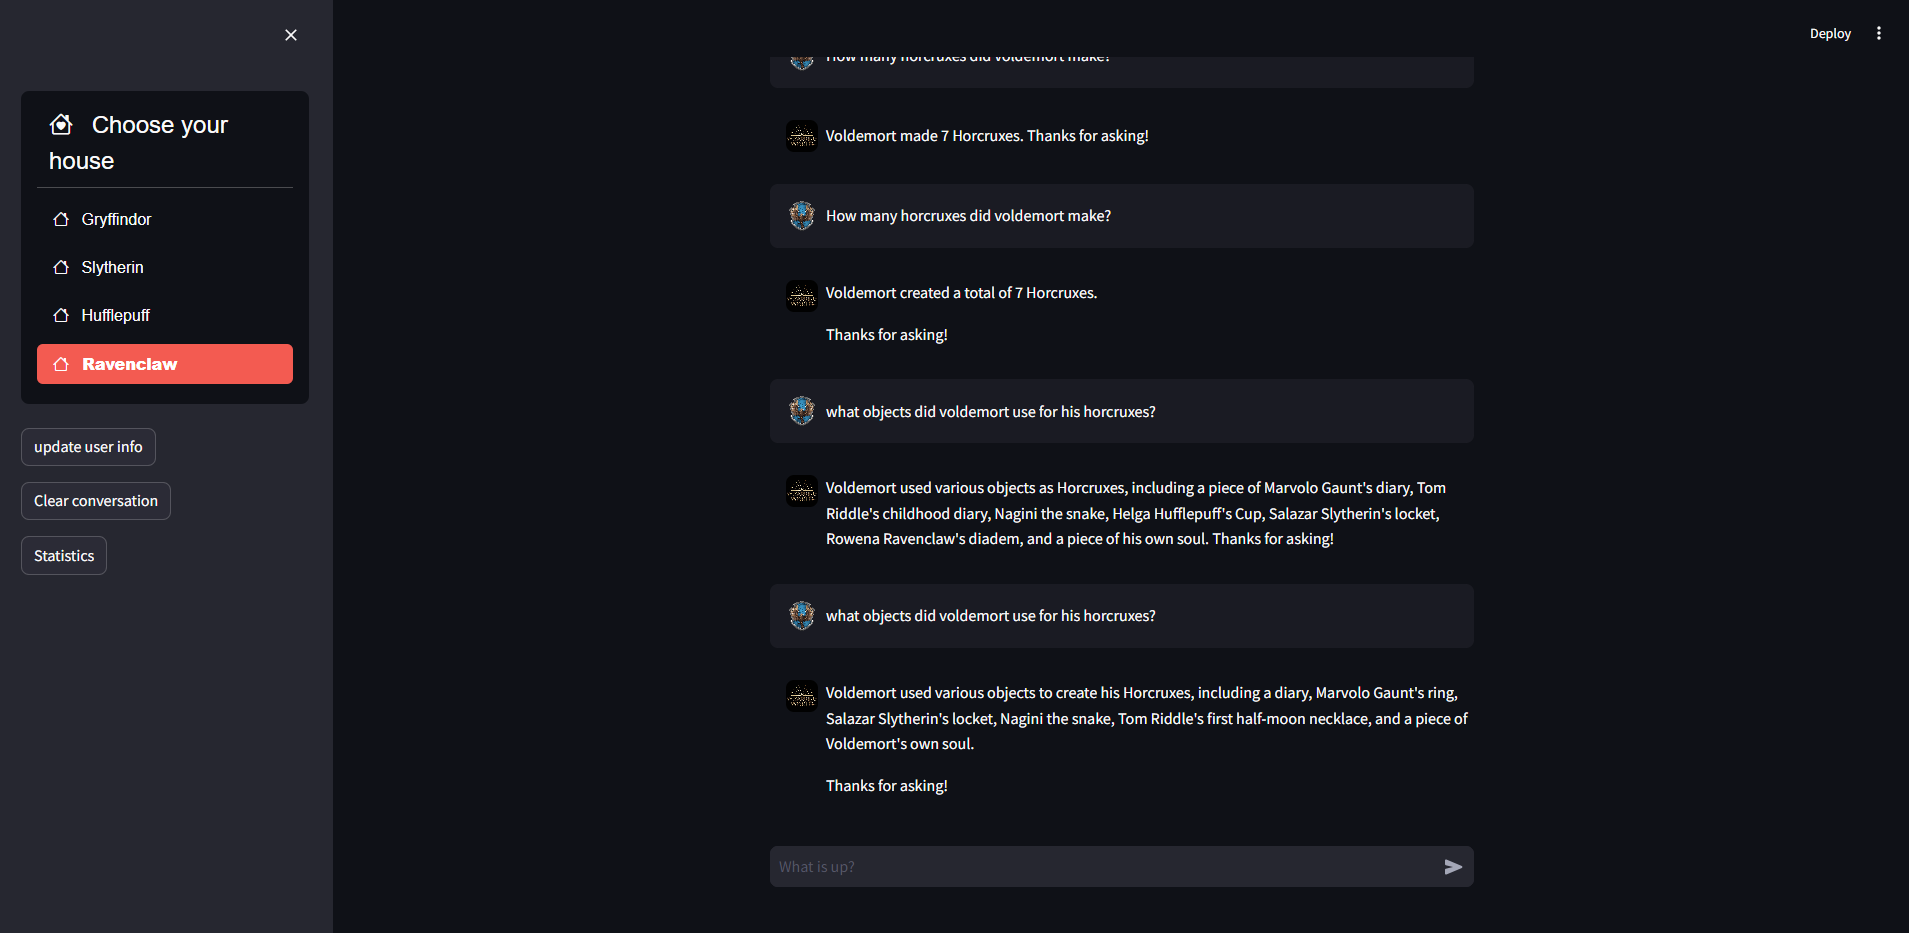 Deploy
Choose your
house
Gryffindor
Slytherin
Hufflepuff
Ravenclaw
update user info
Clear conversation
Statistics
How many horcruxes did voldemort make?
Voldemort made 7 Horcruxes. Thanks for asking!
How many horcruxes did voldemort make?
Voldemort created a total of 7 Horcruxes.
Thanks for asking!
what objects did voldemort use for his horcruxes?
Voldemort used various objects as Horcruxes, including a piece of Marvolo Gaunt's diary, Tom
Riddle's childhood diary, Nagini the snake, Helga Hufflepuff's Cup, Salazar Slytherin's locket,
Rowena Ravenclaw's diadem, and a piece of his own soul. Thanks for asking!
what objects did voldemort use for his horcruxes?
Voldemort used various objects to create his Horcruxes, including a diary, Marvolo Gaunt's ring,
Salazar Slytherin's locket, Nagini the snake, Tom Riddle's first half-moon necklace, and a piece of
Voldemort's own soul.
Thanks for asking!
What is up?